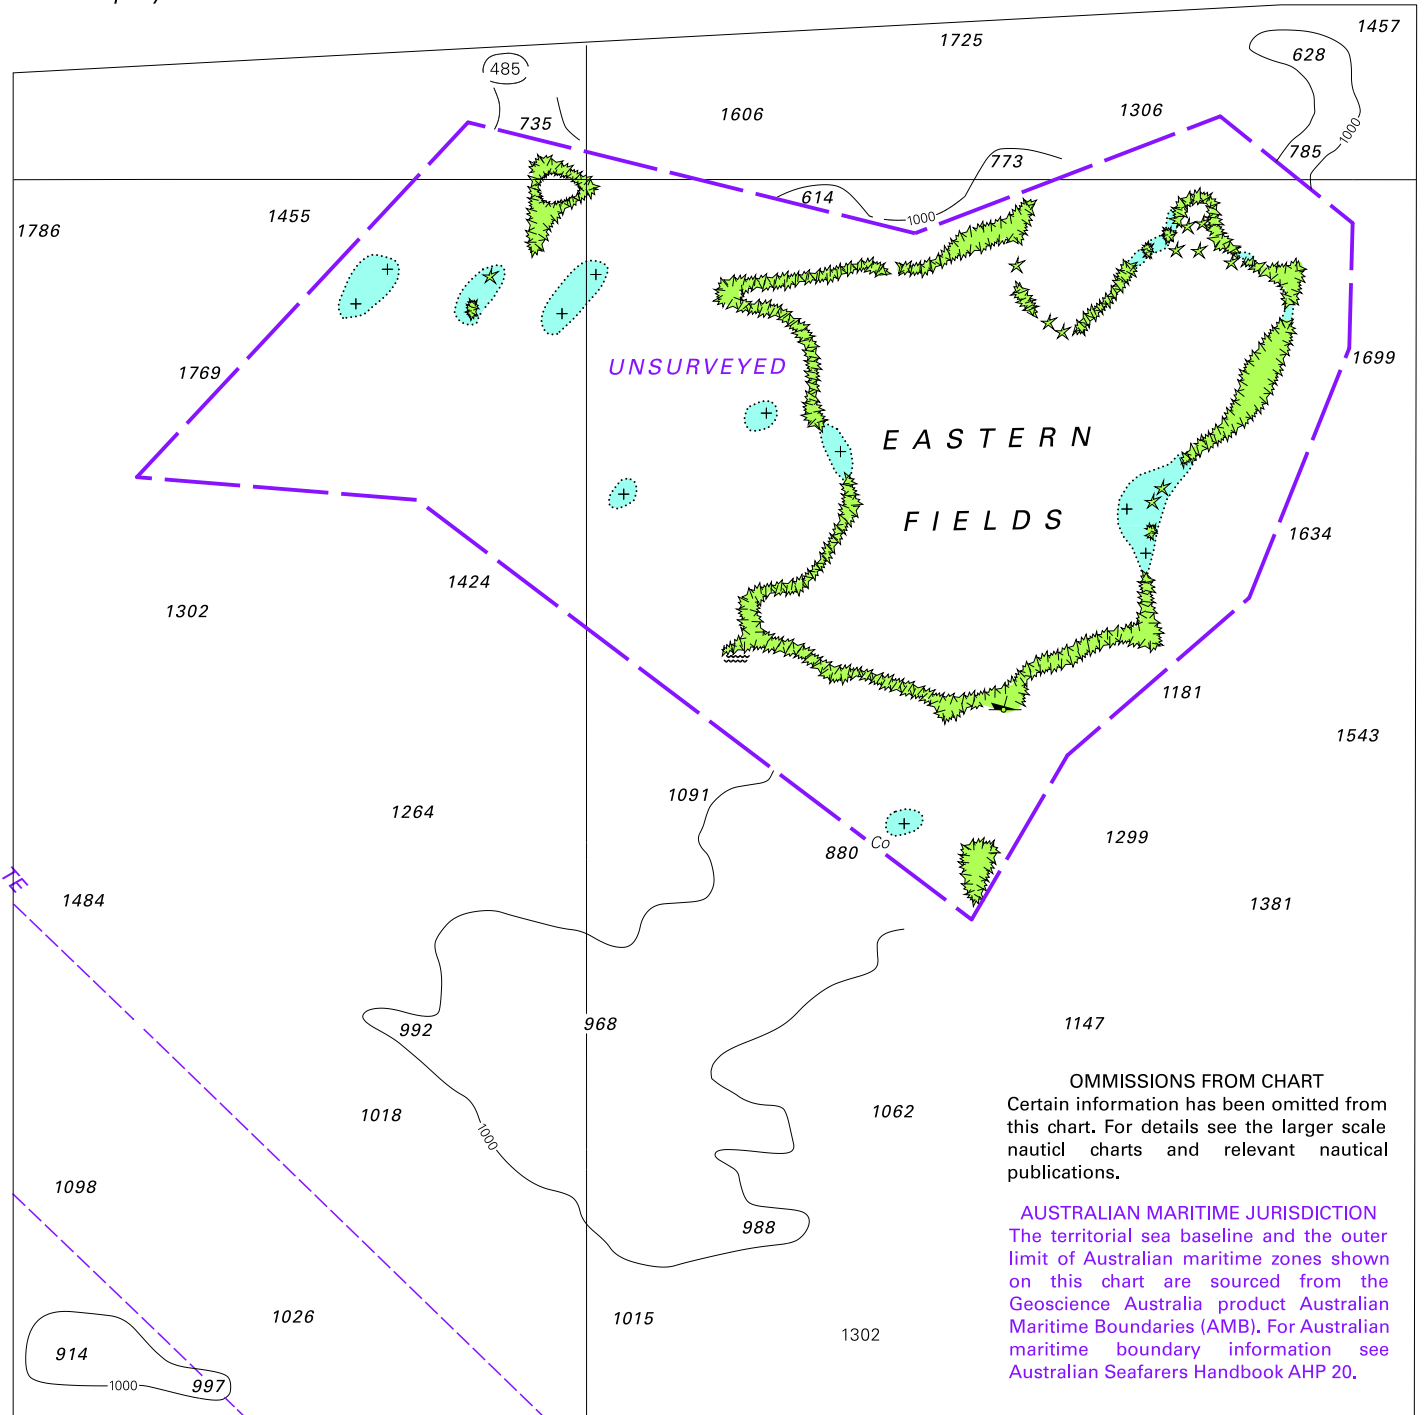 1457
1725
628
485
1606
1306
735
1000
785
773
614
1455
1000
1786
UNSURVEYED
1699
1769
EASTERN
FIELDS
1634
1424
1302
1181
1543
1091
1264
1299
Co
880
TE
1484
1381
992
968
1147
OMMISSIONS FROM CHART
Certain information has been omitted from
this chart. For details see the larger scale
nauticl charts and relevant nautical
publications.
1018
1062
1000
1098
AUSTRALIAN MARITIME JURISDICTION
The territorial sea baseline and the outer
limit of Australian maritime zones shown
on this chart are sourced from the
Geoscience Australia product Australian
Maritime Boundaries (AMB). For Australian
maritime boundary information see
Australian Seafarers Handbook AHP 20.
988
1026
1015
1302
914
1000
997